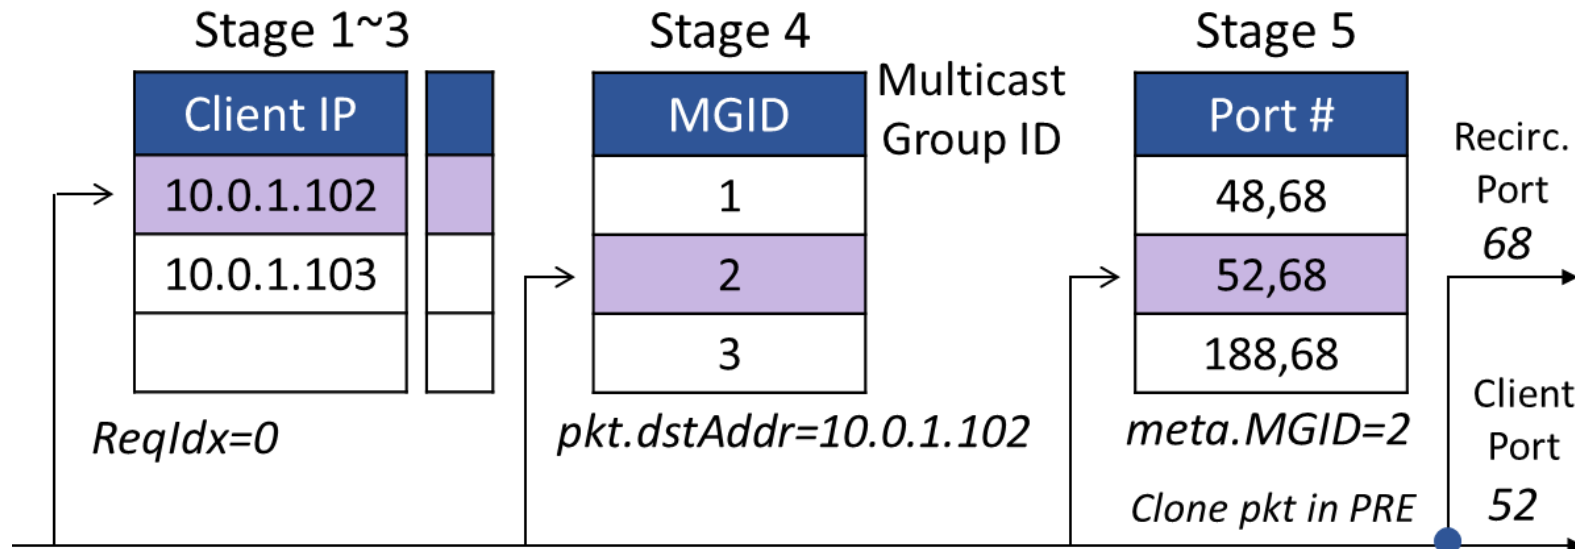 Stage 1~3
Client IP
10.0.1.102
10.0.1.103
ReqIdx=0
Stage 4
MGID
1
2
3
Multicast
Group ID
pkt.dstAddr=10.0.1.102
Stage 5
Port #
48,68
52,68
188,68
meta.MGID=2
Clone pkt in PRE
Recirc.
Port
68
Client
Port
52